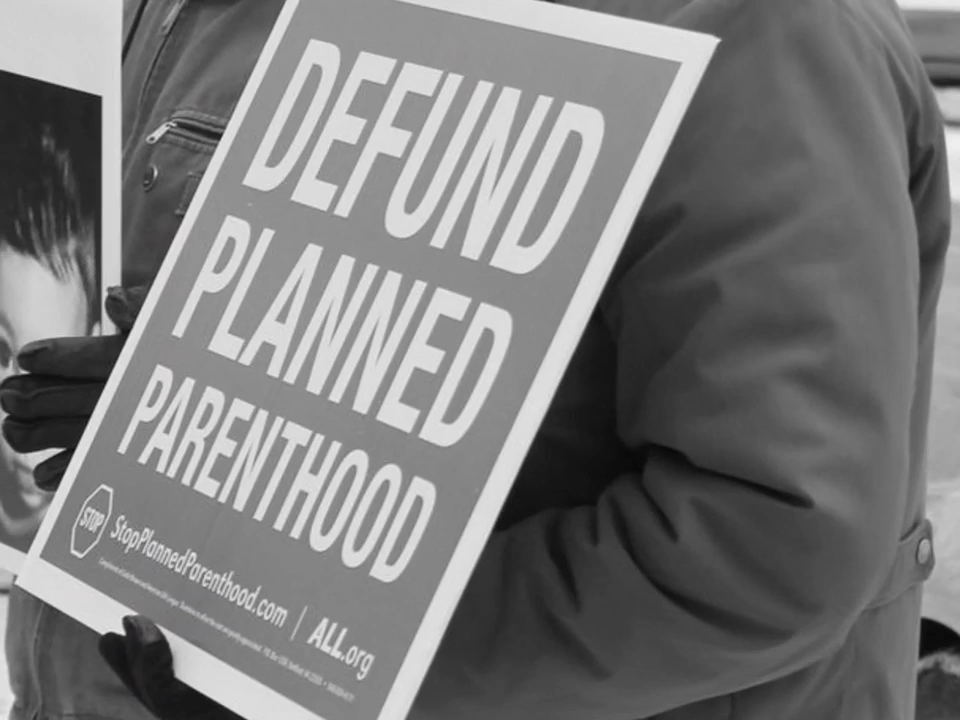 DEFUND
PLANNED
PARENTHOOD
STOP
StopPlannedParenthood.com | ALL.org